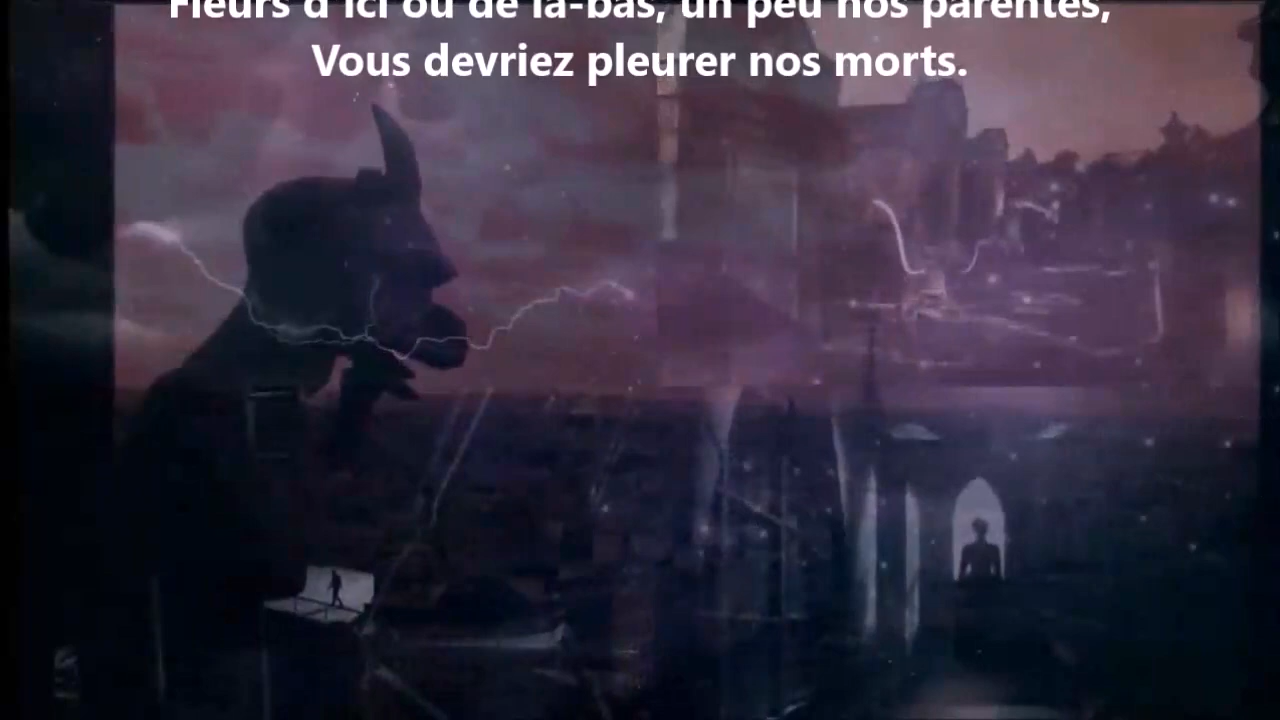 Fleurs d'ici ou de là-bas, un peu nos parentes,
Vous devriez pleurer nos morts.